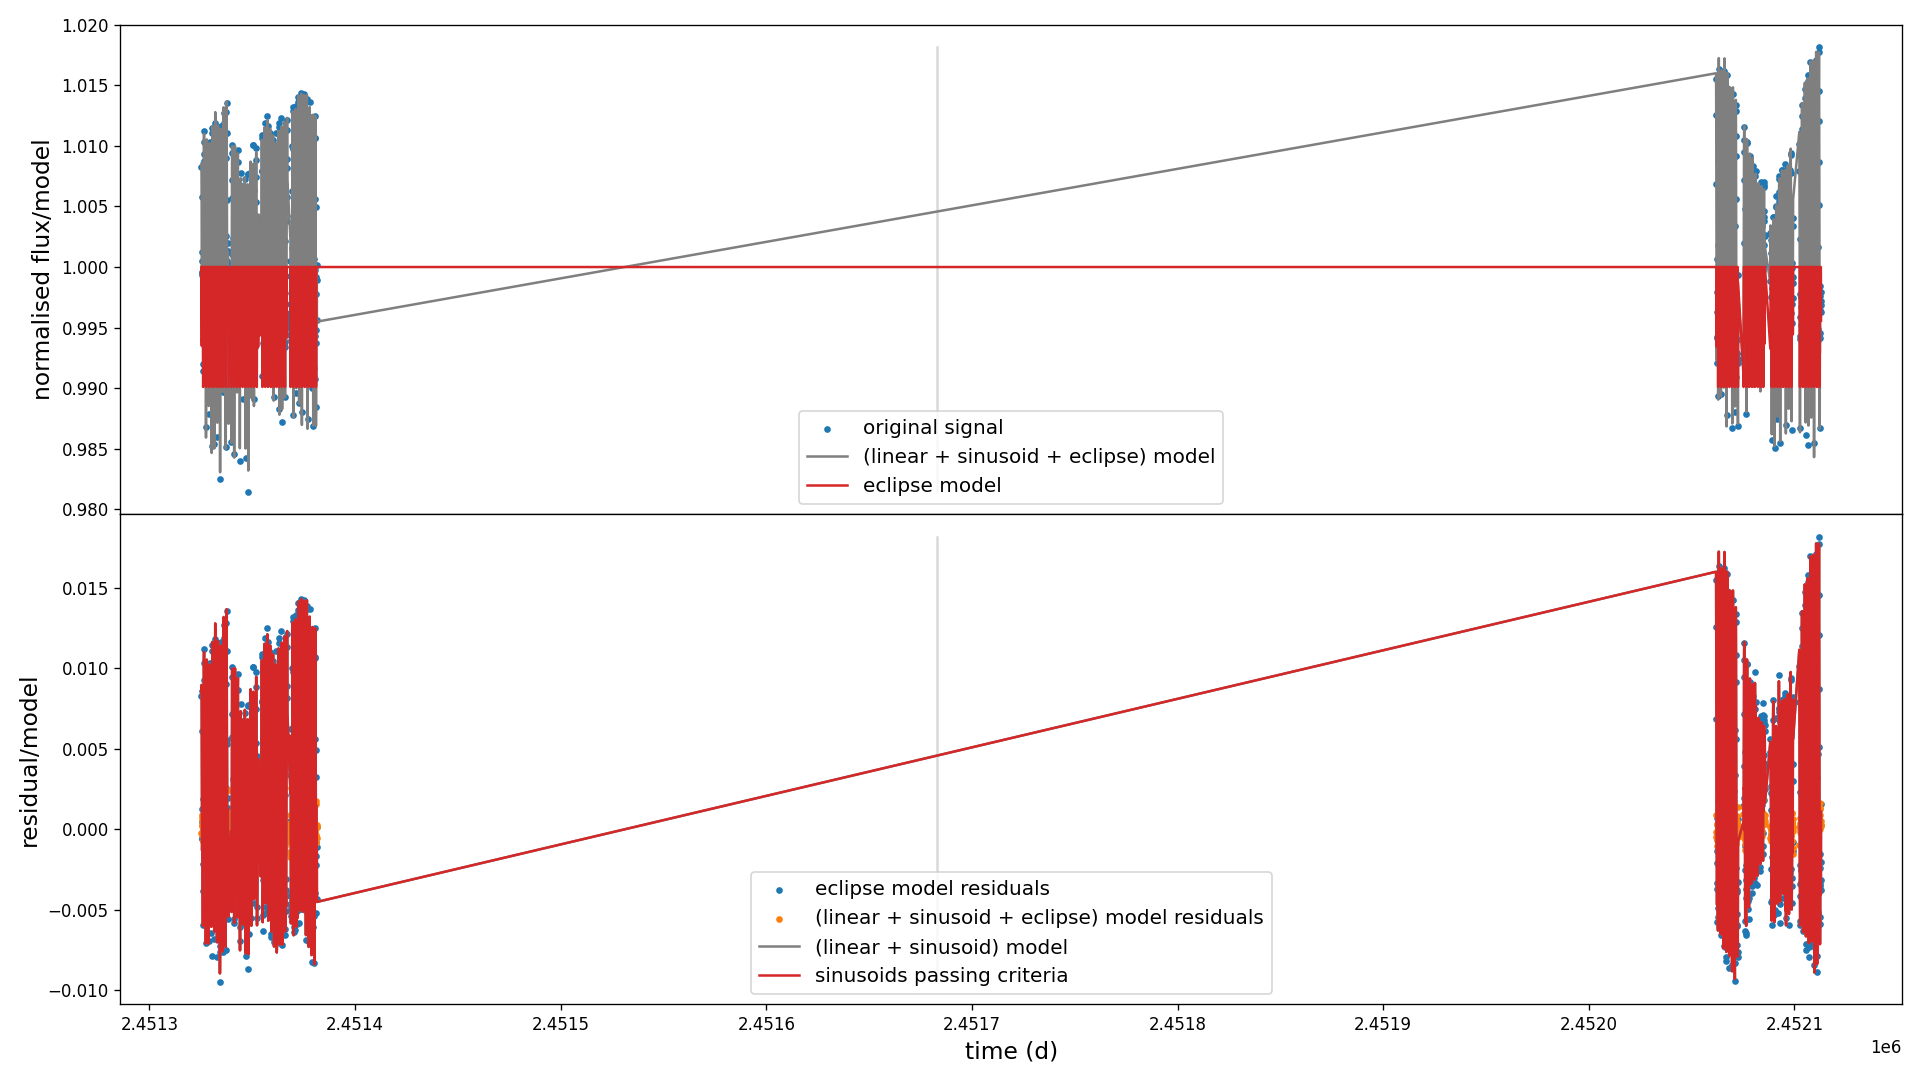 1.020
1.015
1.010
1.005
1.000
0.995
0.990
0.985
0.980
normalised flux/model
original signal
(linear + sinusoid + eclipse) model
eclipse model
0.015
0.010
0.005
0.000
−0.005
−0.010
residual/model
eclipse model residuals
(linear + sinusoid + eclipse) model residuals
(linear + sinusoid) model
sinusoids passing criteria
2.4513 2.4514 2.4515 2.4516 2.4517 2.4518 2.4519 2.4520 2.4521
1e6
time (d)